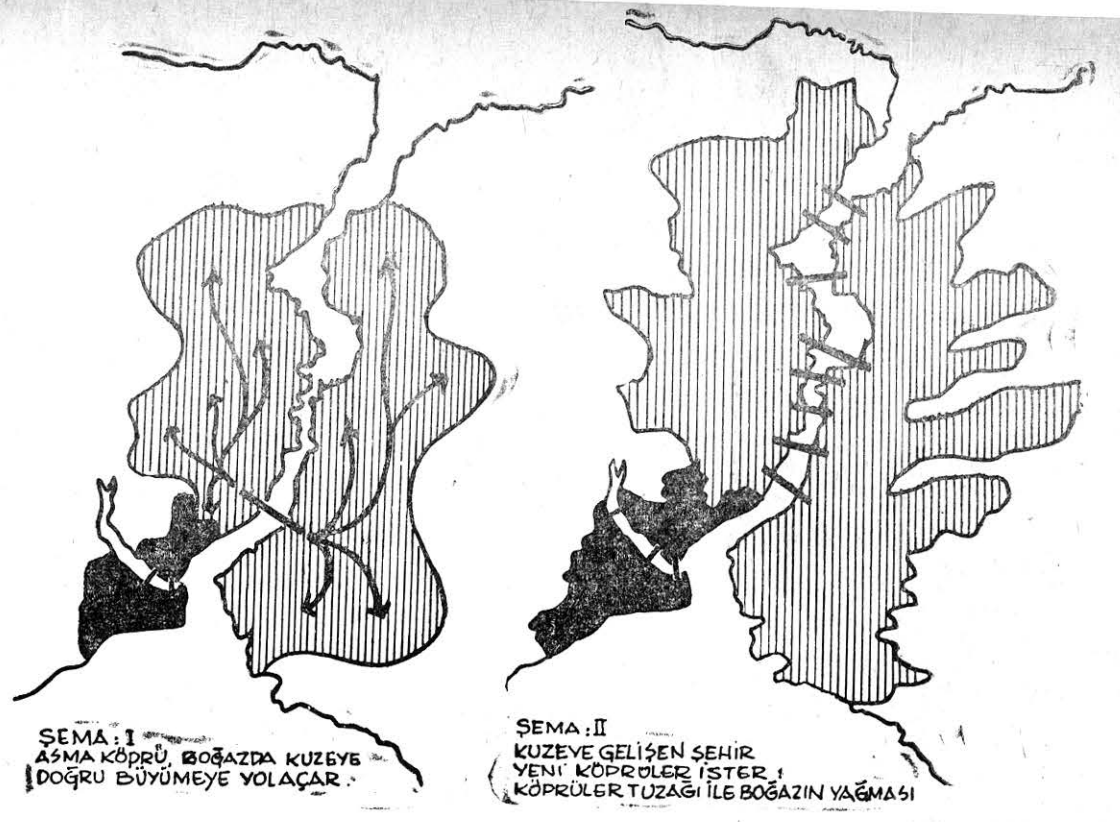 ŞEMA: I
ASMA KÖPRÜ, BOĞAZDA KUZEYE
DOĞRU BÜYÜMEYE YOLAÇAR.
ŞEMA: II
KUZEYE GELİŞEN ŞEHİR
YENİ KÖPRÜLER İSTER;
KÖPRÜLER TUZAĞI İLE BOĞAZIN YAĞMASI